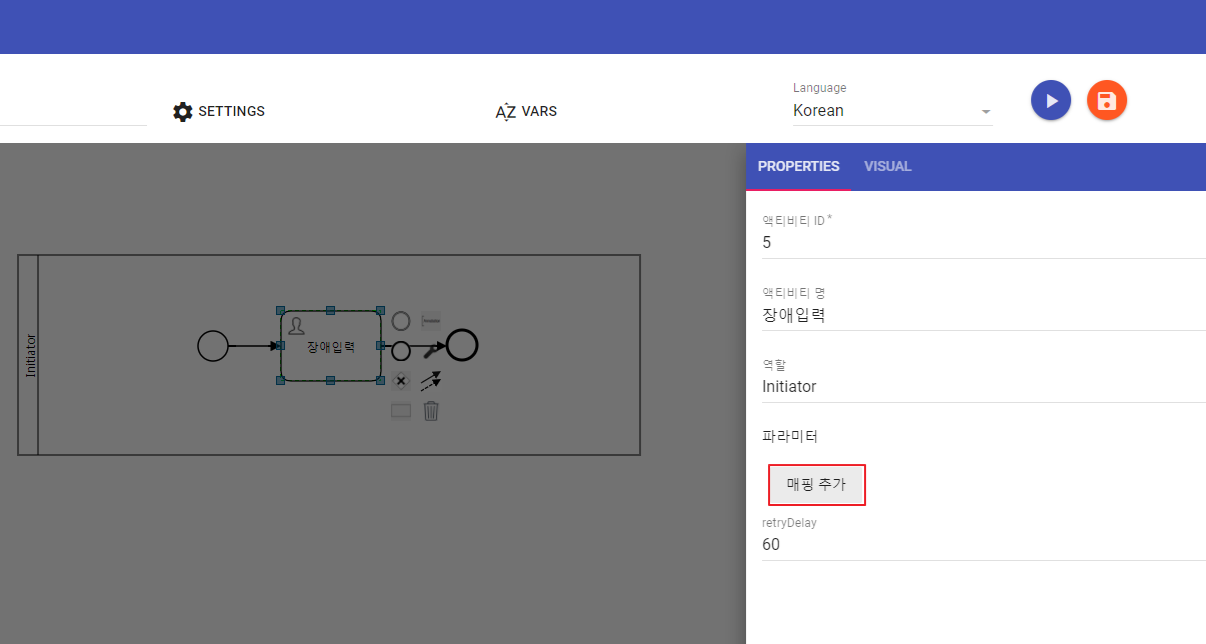 SETTINGS
AZ VARS
Language
Korean
PROPERTIES
VISUAL
액티비티 ID*
5
액티비티 명
장애입력
역할
Initiator
파라미터
매핑 추가
retryDelay
60
Initiator
장애입력